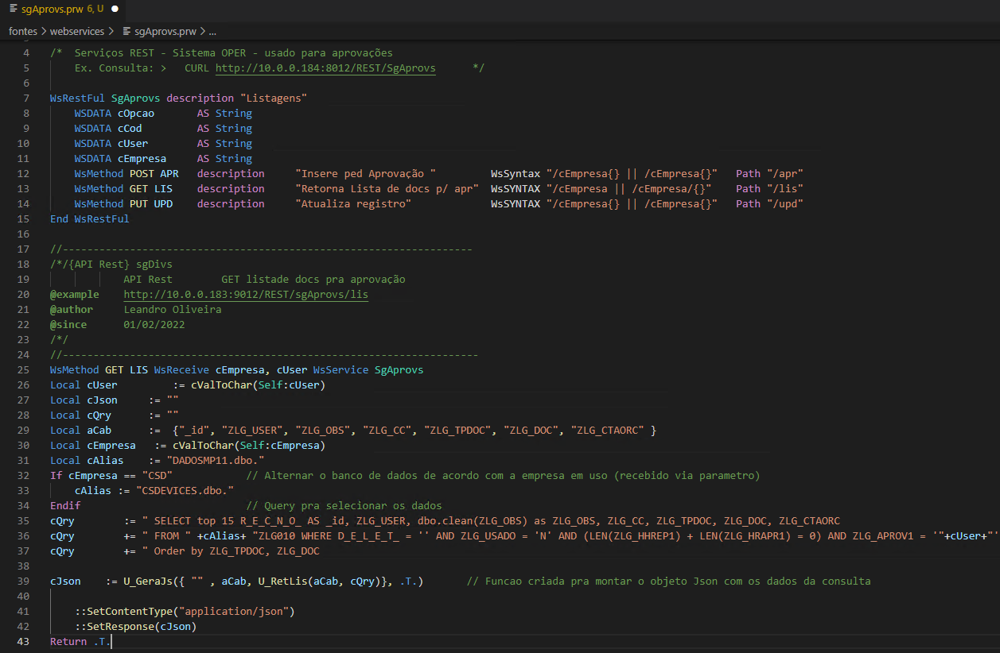 sgAprovs.prw 6, U
fontes > webservices > sgAprovs.prw > ...
4 /* Serviços REST - Sistema OPER - usado para aprovações
5 Ex. Consulta: > CURL http://10.0.0.184:8012/REST/SgAprovs */
6
7 WsRestFul SgAprovs description "Listagens"
8 WSDATA cOpcao AS String
9 WSDATA cCod AS String
10 WSDATA cUser AS String
11 WSDATA cEmpresa AS String
12 WsMethod POST APR description "Insere ped Aprovação " WsSyntax "/cEmpresa{} || /cEmpresa{}" Path "/apr"
13 WsMethod GET LIS description "Retorna Lista de docs p/ apr" WsSYNTAX "/cEmpresa || /cEmpresa/{}" Path "/lis"
14 WsMethod PUT UPD description "Atualiza registro" WsSYNTAX "/cEmpresa{} || /cEmpresa{}" Path "/upd"
15 End WsRestFul
16
17 //-------------------------------------------------------------------
18 /*/{API Rest} sgDivs
19 API Rest GET listade docs pra aprovação
20 @example http://10.0.0.183:9012/REST/sgAprovs/lis
21 @author Leandro Oliveira
22 @since 01/02/2022
23 /*/
24 //--------------------------------------------------------------------
25 WsMethod GET LIS WsReceive cEmpresa, cUser WsService SgAprovs
26 Local cUser := cValToChar(Self:cUser)
27 Local cJson := ""
28 Local cQry := ""
29 Local aCab := {"_id", "ZLG_USER", "ZLG_OBS", "ZLG_CC", "ZLG_TPDOC", "ZLG_DOC", "ZLG_CTAORC" }
30 Local cEmpresa := cValToChar(Self:cEmpresa)
31 Local cAlias := "DADOSMP11.dbo."
32 If cEmpresa == "CSD" // Alternar o banco de dados de acordo com a empresa em uso (recebido via parametro)
33 cAlias := "CSDEVICES.dbo."
34 Endif // Query pra selecionar os dados
35 cQry := " SELECT top 15 R_E_C_N_O_ AS _id, ZLG_USER, dbo.clean(ZLG_OBS) as ZLG_OBS, ZLG_CC, ZLG_TPDOC, ZLG_DOC, ZLG_CTAORC
36 cQry += " FROM " +cAlias+ "ZLG010 WHERE D_E_L_E_T_ = '' AND ZLG_USADO = 'N' AND (LEN(ZLG_HHREP1) + LEN(ZLG_HRAPR1) = 0) AND ZLG_APROV1 = '"+cUser+"'
37 cQry += " Order by ZLG_TPDOC, ZLG_DOC
38
39 cJson := U_GeraJs({ "" , aCab, U_RetLis(aCab, cQry)}, .T.) // Funcao criada pra montar o objeto Json com os dados da consulta
40
41 ::SetContentType("application/json")
42 ::SetResponse(cJson)
43 Return .T.